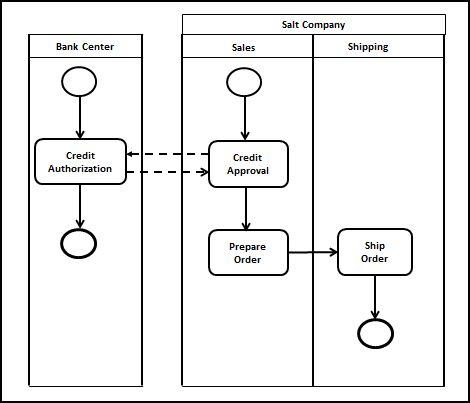 Salt Company
Bank Center
Sales
Shipping
Credit
Authorization
Credit
Approval
Prepare
Order
Ship
Order